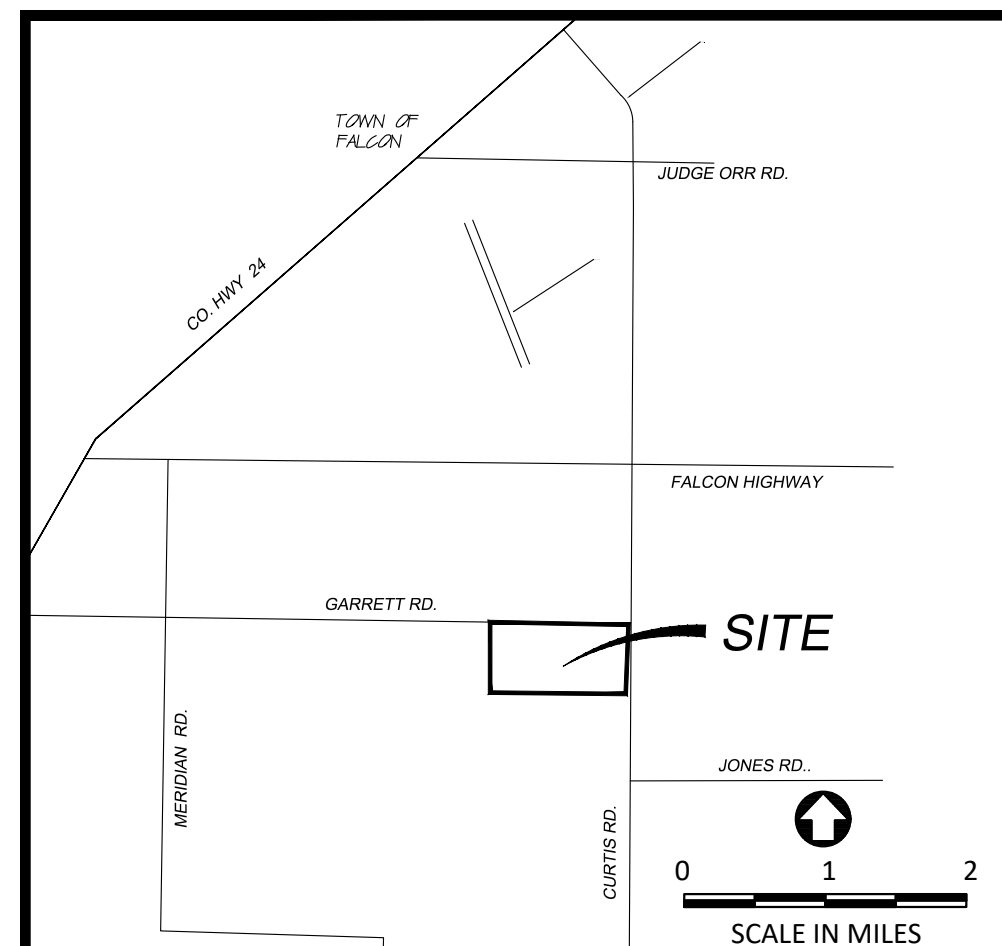 TOWN OF
FALCON
JUDGE ORR RD.
CO. HWY 24
FALCON HIGHWAY
GARRETT RD.
SITE
MERIDIAN RD.
JONES RD..
CURTIS RD.
0 1 2
SCALE IN MILES